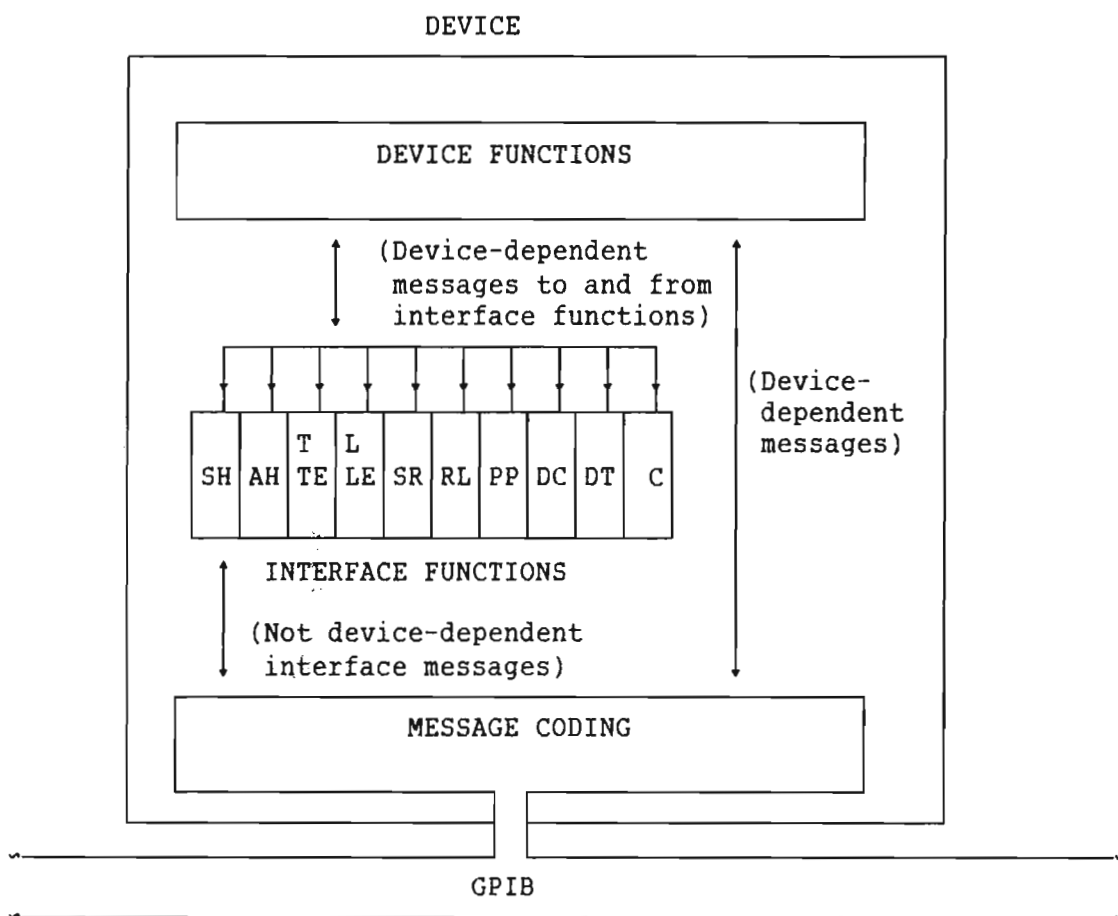 DEVICE
DEVICE FUNCTIONS
(Device-dependent
messages to and from
interface functions)
(Device-
dependent
messages)
T L
SH AH TE LE SR RL PP DC DT C
INTERFACE FUNCTIONS
(Not device-dependent
interface messages)
MESSAGE CODING
GPIB